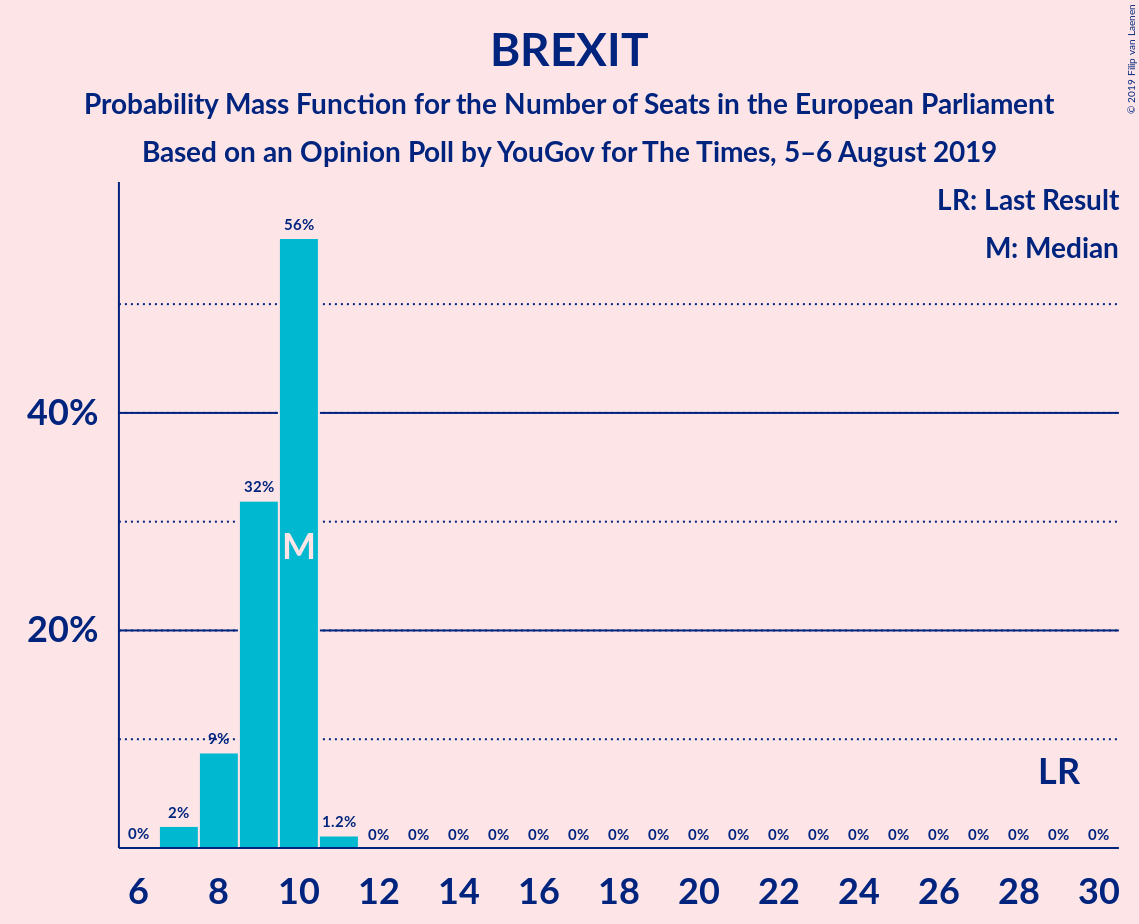 BREXIT
Probability Mass Function for the Number of Seats in the European Parliament
Based on an Opinion Poll by YouGov for The Times, 5–6 August 2019
© 2019 Filip van Laenen
LR: Last Result
M: Median
56%
40%
32%
M
20%
9%
LR
2%
0% 1.2% 0% 0% 0% 0% 0% 0% 0% 0% 0% 0% 0% 0% 0% 0% 0% 0% 0% 0% 0%
6 8 10 12 14 16 18 20 22 24 26 28 30